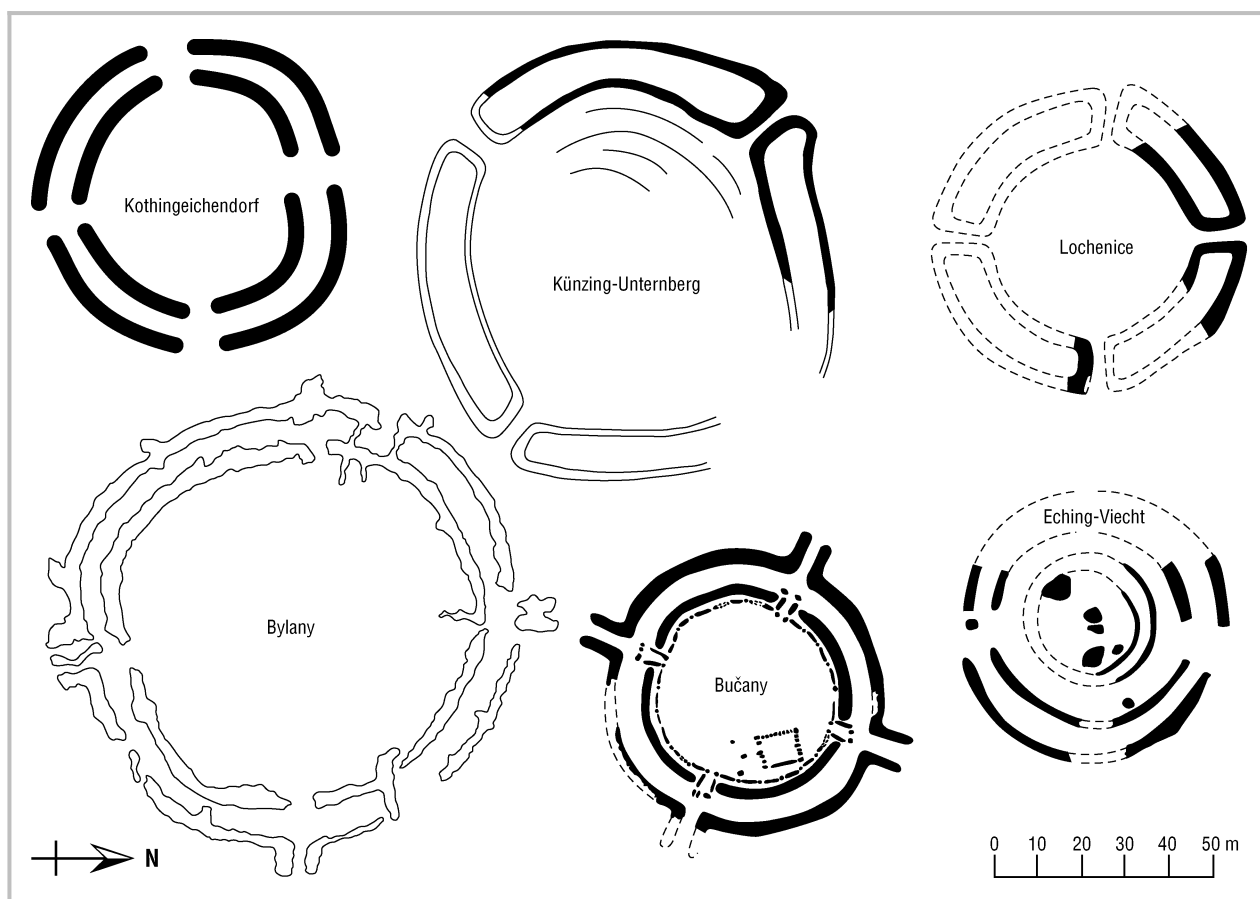 Kothingeichendorf
Künzing-Unternberg
Lochenice
Bylany
Bučany
Eching-Viecht
N
0 10 20 30 40 50 m